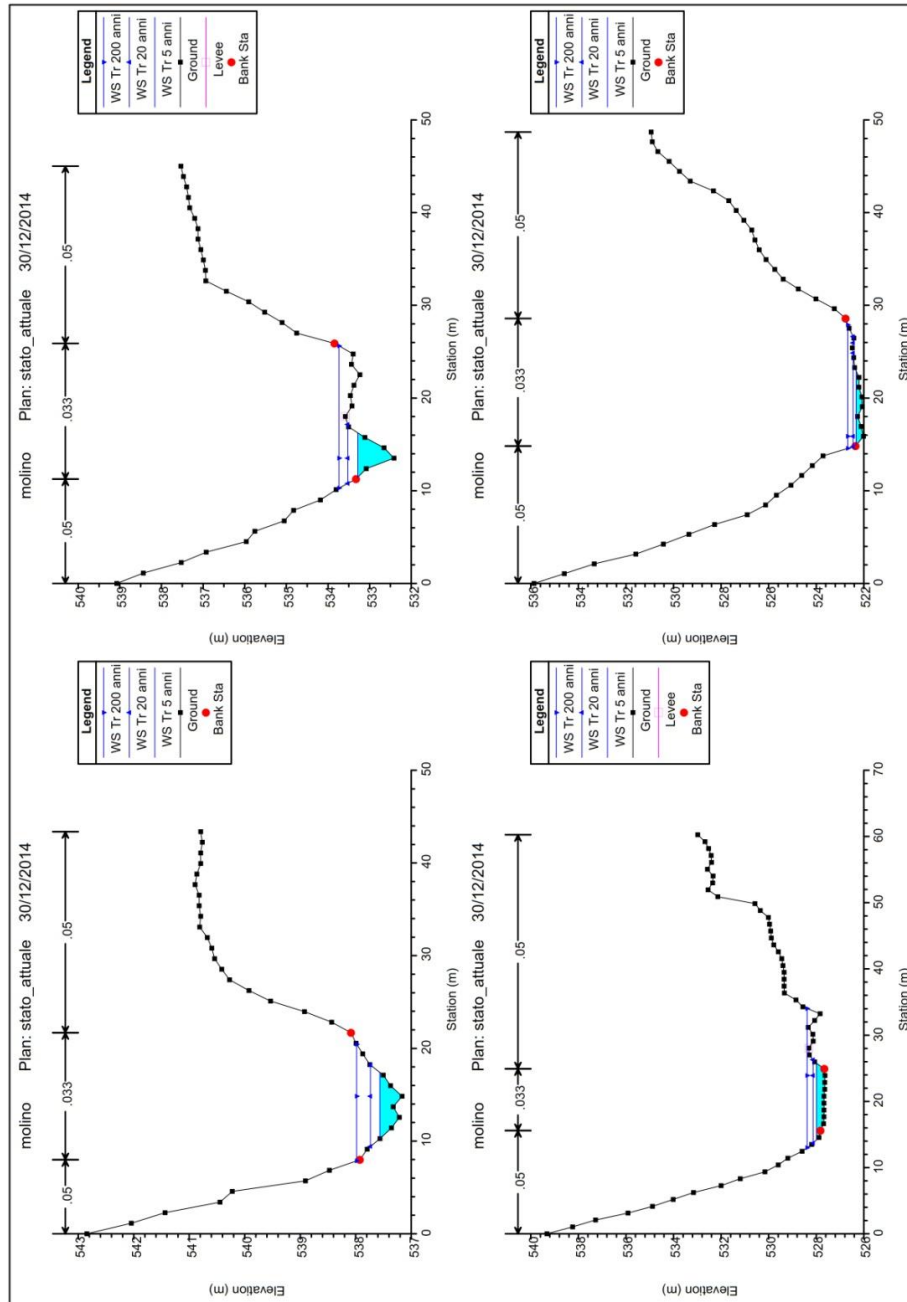 molino Plan: stato_attuale 30/12/2014
.05 .033 .05
Legend
WS Tr 200 anni
WS Tr 20 anni
WS Tr 5 anni
Ground
Bank Sta
543
542
541
540
539
538
537
Elevation (m)
0 10 20 30 40 50
Station (m)
molino Plan: stato_attuale 30/12/2014
.05 .033 .05
Legend
WS Tr 200 anni
WS Tr 20 anni
WS Tr 5 anni
Ground
Levee
Bank Sta
540
539
538
537
536
535
534
533
532
Elevation (m)
0 10 20 30 40 50
Station (m)
molino Plan: stato_attuale 30/12/2014
.05 .033 .05
Legend
WS Tr 200 anni
WS Tr 20 anni
WS Tr 5 anni
Ground
Levee
Bank Sta
540
538
536
534
532
530
528
526
Elevation (m)
0 10 20 30 40 50 60 70
Station (m)
molino Plan: stato_attuale 30/12/2014
.05 .033 .05
Legend
WS Tr 200 anni
WS Tr 20 anni
WS Tr 5 anni
Ground
Bank Sta
536
534
532
530
528
526
524
522
Elevation (m)
0 10 20 30 40 50
Station (m)